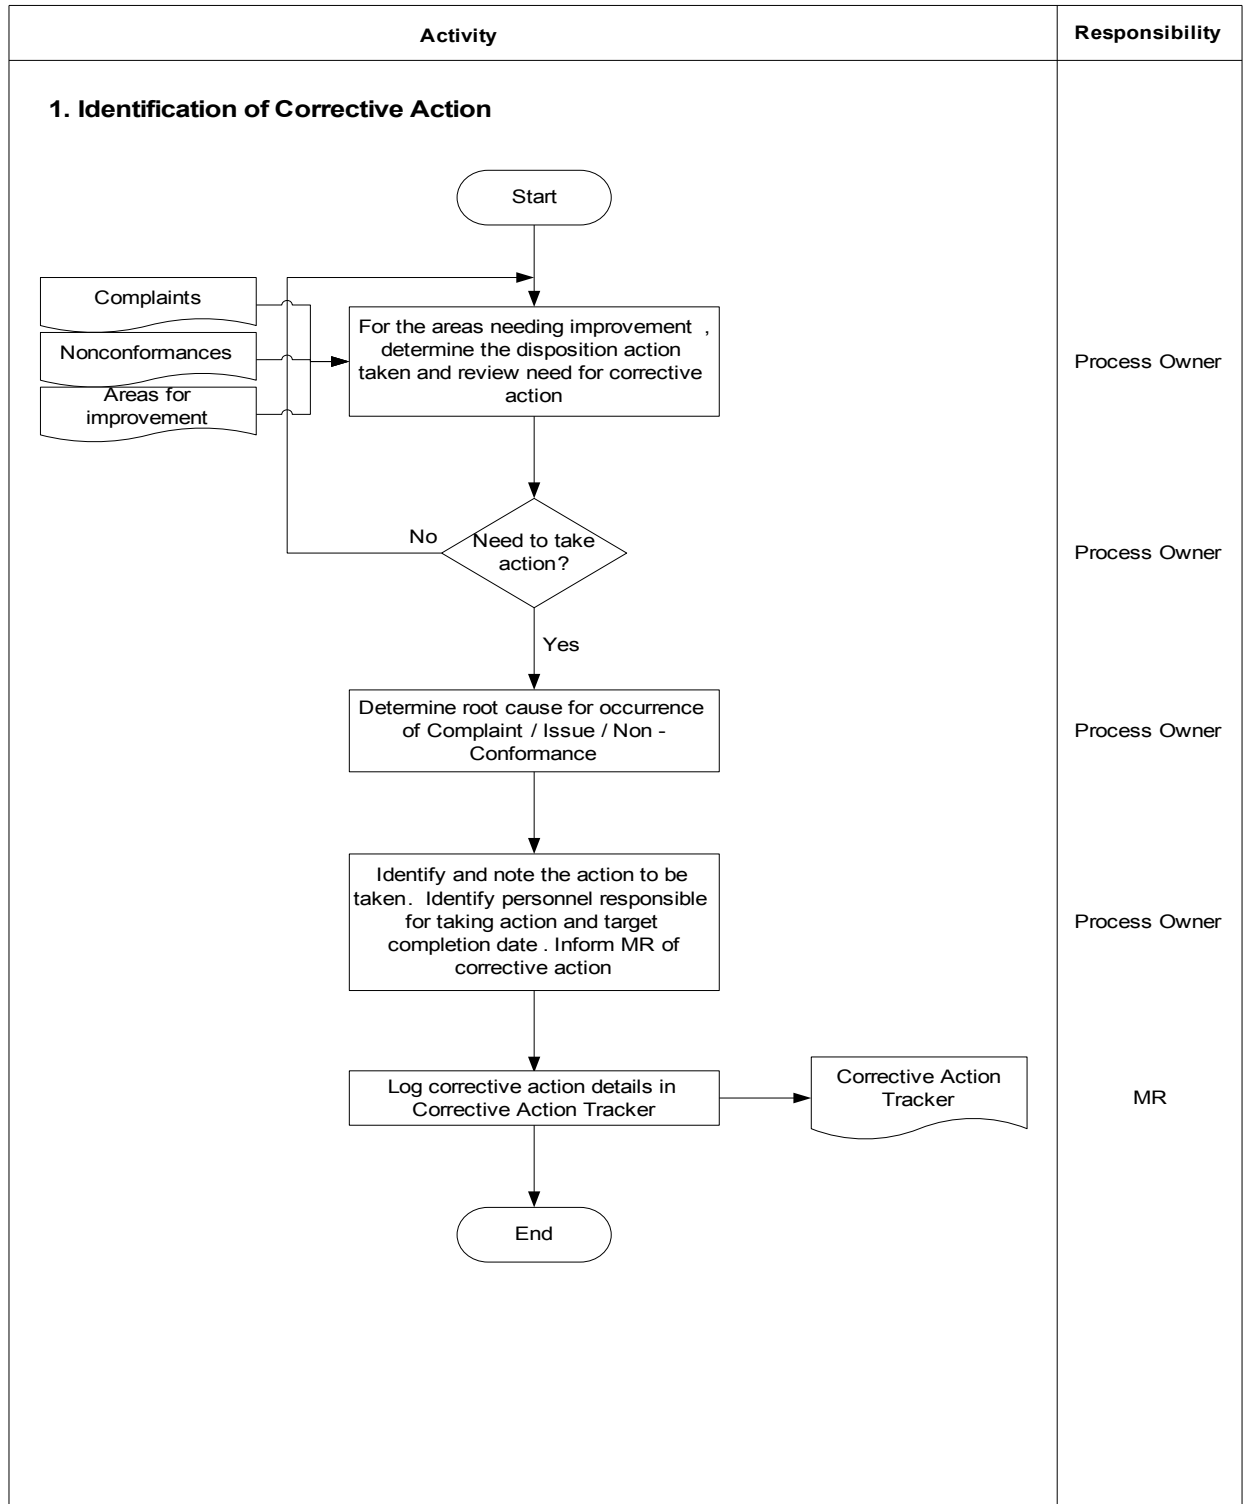 Activity
Responsibility
1. Identification of Corrective Action
Start
Complaints
Nonconformances
Areas for
improvement
For the areas needing improvement ,
determine the disposition action
taken and review need for corrective
action
Process Owner
No
Need to take
action?
Process Owner
Yes
Determine root cause for occurrence
of Complaint / Issue / Non -
Conformance
Process Owner
Identify and note the action to be
taken. Identify personnel responsible
for taking action and target
completion date . Inform MR of
corrective action
Process Owner
Log corrective action details in
Corrective Action Tracker
Corrective Action
Tracker
MR
End